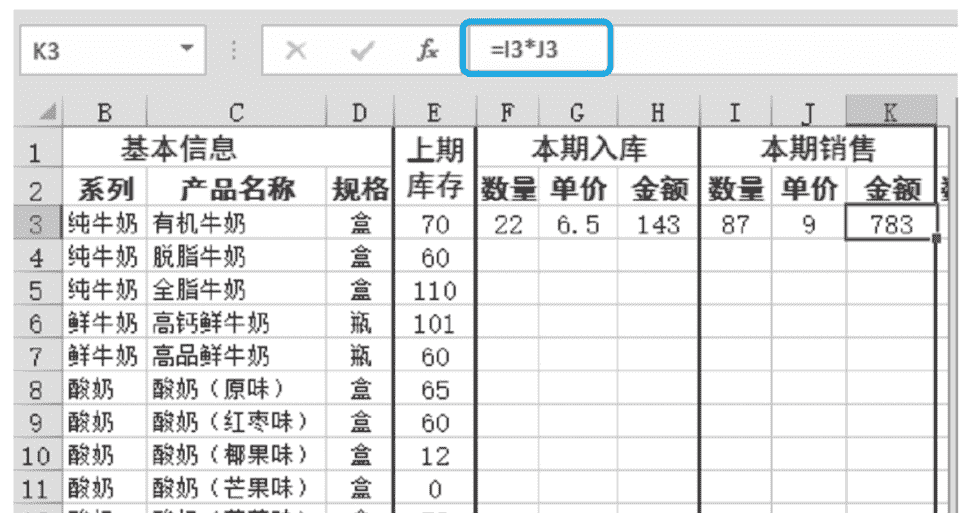 K3 fx =I3*J3
B C D E F G H I J K
1 基本信息 上期 本期入库 本期销售
2 系列 产品名称 规格 库存 数量 单价 金额 数量 单价 金额
3 纯牛奶 有机牛奶 盒 70 22 6.5 143 87 9 783
4 纯牛奶 脱脂牛奶 盒 60
5 纯牛奶 全脂牛奶 盒 110
6 鲜牛奶 高钙鲜牛奶 瓶 101
7 鲜牛奶 高品鲜牛奶 瓶 60
8 酸奶 酸奶（原味） 盒 65
9 酸奶 酸奶（红枣味） 盒 60
10 酸奶 酸奶（椰果味） 盒 12
11 酸奶 酸奶（芒果味） 盒 0